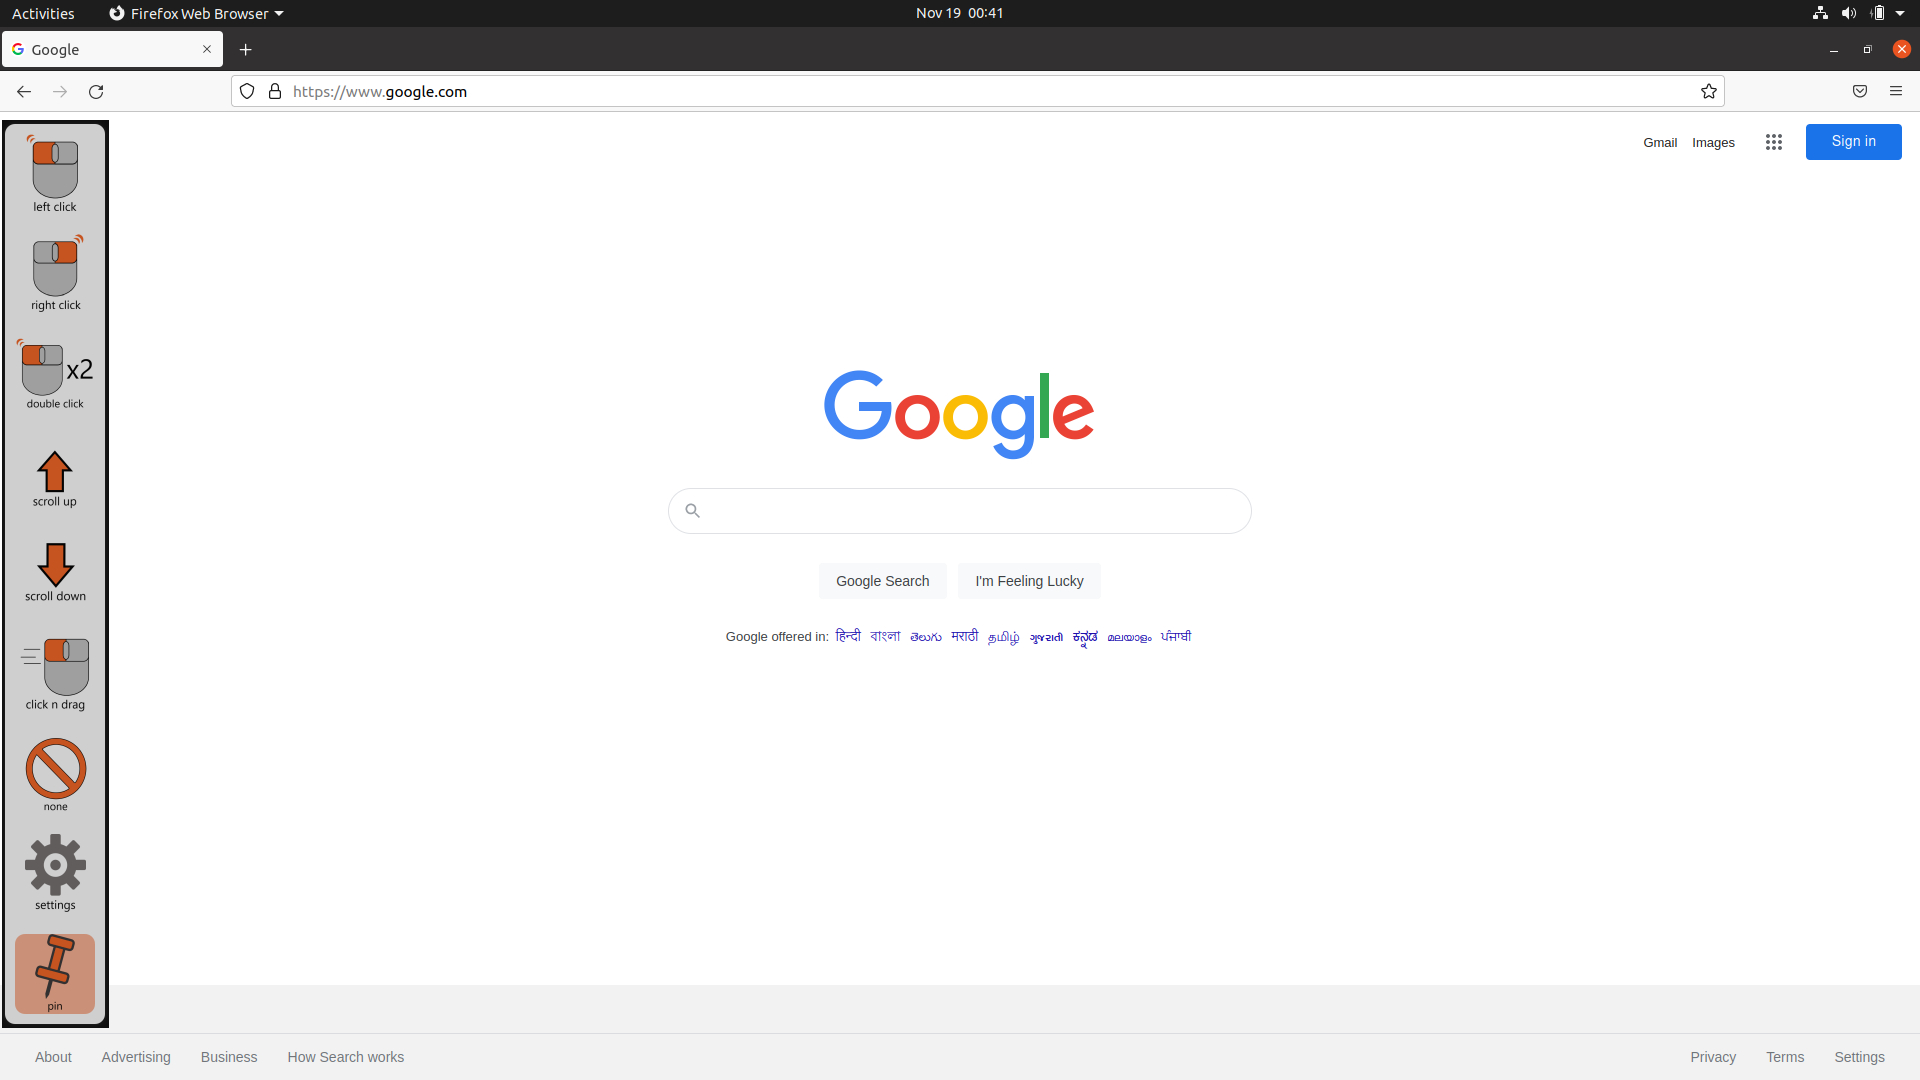 Activities
Firefox Web Browser
Nov 19 00:41
Google
https://www.google.com
left click
right click
x2
double click
scroll up
scroll down
click n drag
none
settings
pin
Gmail Images Sign in
Google
Google Search I'm Feeling Lucky
Google offered in: हिन्दी বাংলা తెలుగు मराठी தமிழ் ગુજરાતી ಕನ್ನಡ മലയാളം ਪੰਜਾਬੀ
About Advertising Business How Search works Privacy Terms Settings